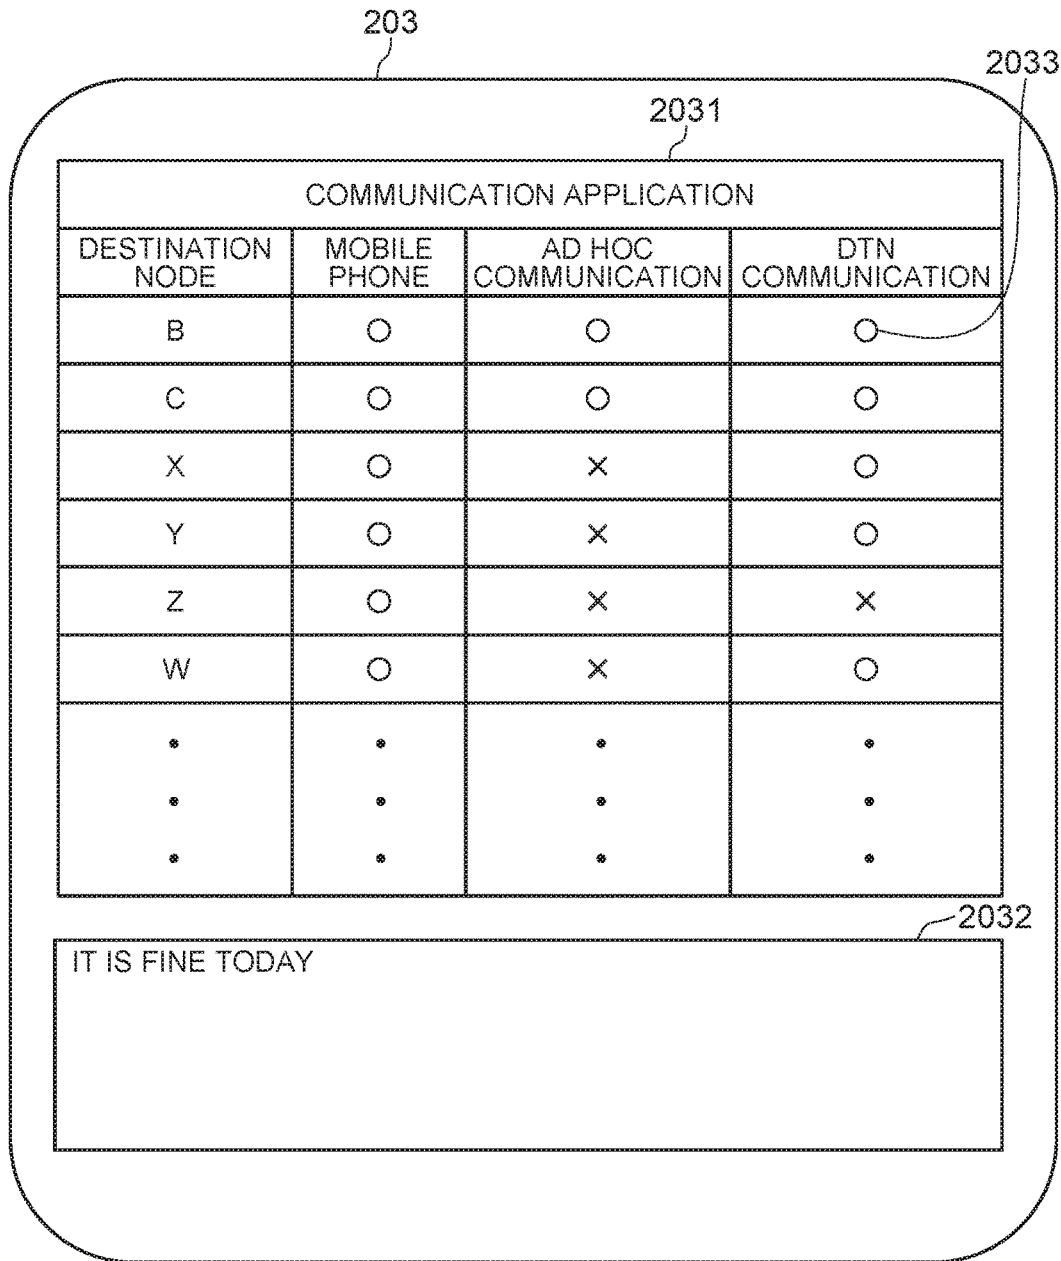 203
2033
2031
COMMUNICATION APPLICATION
DESTINATION NODE
MOBILE PHONE
AD HOC COMMUNICATION
DTN COMMUNICATION
B ○ ○ ○
C ○ ○ ○
X ○ × ○
Y ○ × ○
Z ○ × ×
W ○ × ○
2032
IT IS FINE TODAY